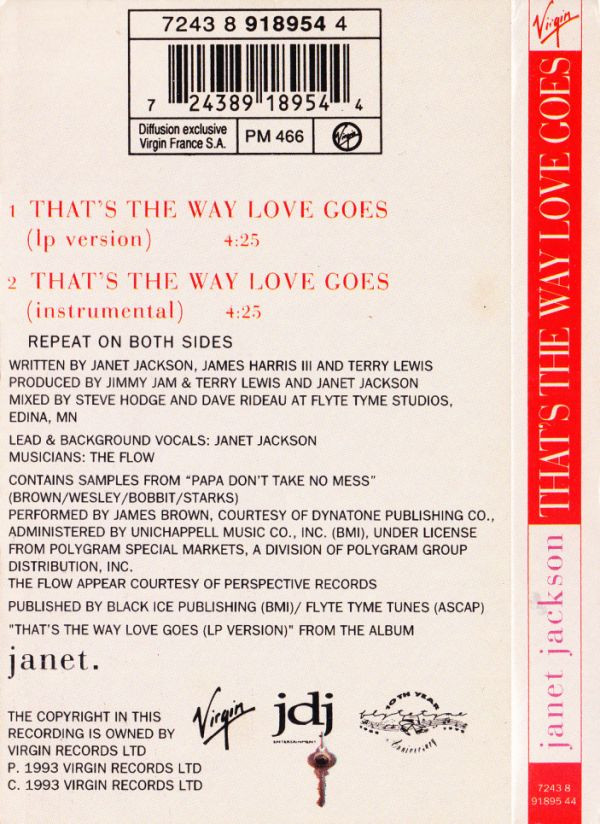 7243 8 918954 4
7 24389 18954 4
Diffusion exclusive
Virgin France S.A.
PM 466
Virgin
1 THAT'S THE WAY LOVE GOES
(lp version) 4:25
2 THAT'S THE WAY LOVE GOES
(instrumental) 4:25
REPEAT ON BOTH SIDES
WRITTEN BY JANET JACKSON, JAMES HARRIS III AND TERRY LEWIS
PRODUCED BY JIMMY JAM & TERRY LEWIS AND JANET JACKSON
MIXED BY STEVE HODGE AND DAVE RIDEAU AT FLYTE TYME STUDIOS,
EDINA, MN
LEAD & BACKGROUND VOCALS: JANET JACKSON
MUSICIANS: THE FLOW
CONTAINS SAMPLES FROM “PAPA DON'T TAKE NO MESS”
(BROWN/WESLEY/BOBBIT/STARKS)
PERFORMED BY JAMES BROWN, COURTESY OF DYNATONE PUBLISHING CO.,
ADMINISTERED BY UNICHAPPELL MUSIC CO., INC. (BMI), UNDER LICENSE
FROM POLYGRAM SPECIAL MARKETS, A DIVISION OF POLYGRAM GROUP
DISTRIBUTION, INC.
THE FLOW APPEAR COURTESY OF PERSPECTIVE RECORDS
PUBLISHED BY BLACK ICE PUBLISHING (BMI)/ FLYTE TYME TUNES (ASCAP)
"THAT'S THE WAY LOVE GOES (LP VERSION)" FROM THE ALBUM
janet.
THE COPYRIGHT IN THIS
RECORDING IS OWNED BY
VIRGIN RECORDS LTD
P. 1993 VIRGIN RECORDS LTD
C. 1993 VIRGIN RECORDS LTD
Virgin
jdj
ENTERTAINMENT
10TH YEAR
Anniversary
Virgin
THAT'S THE WAY LOVE GOES
janet jackson
7243 8
91895 44